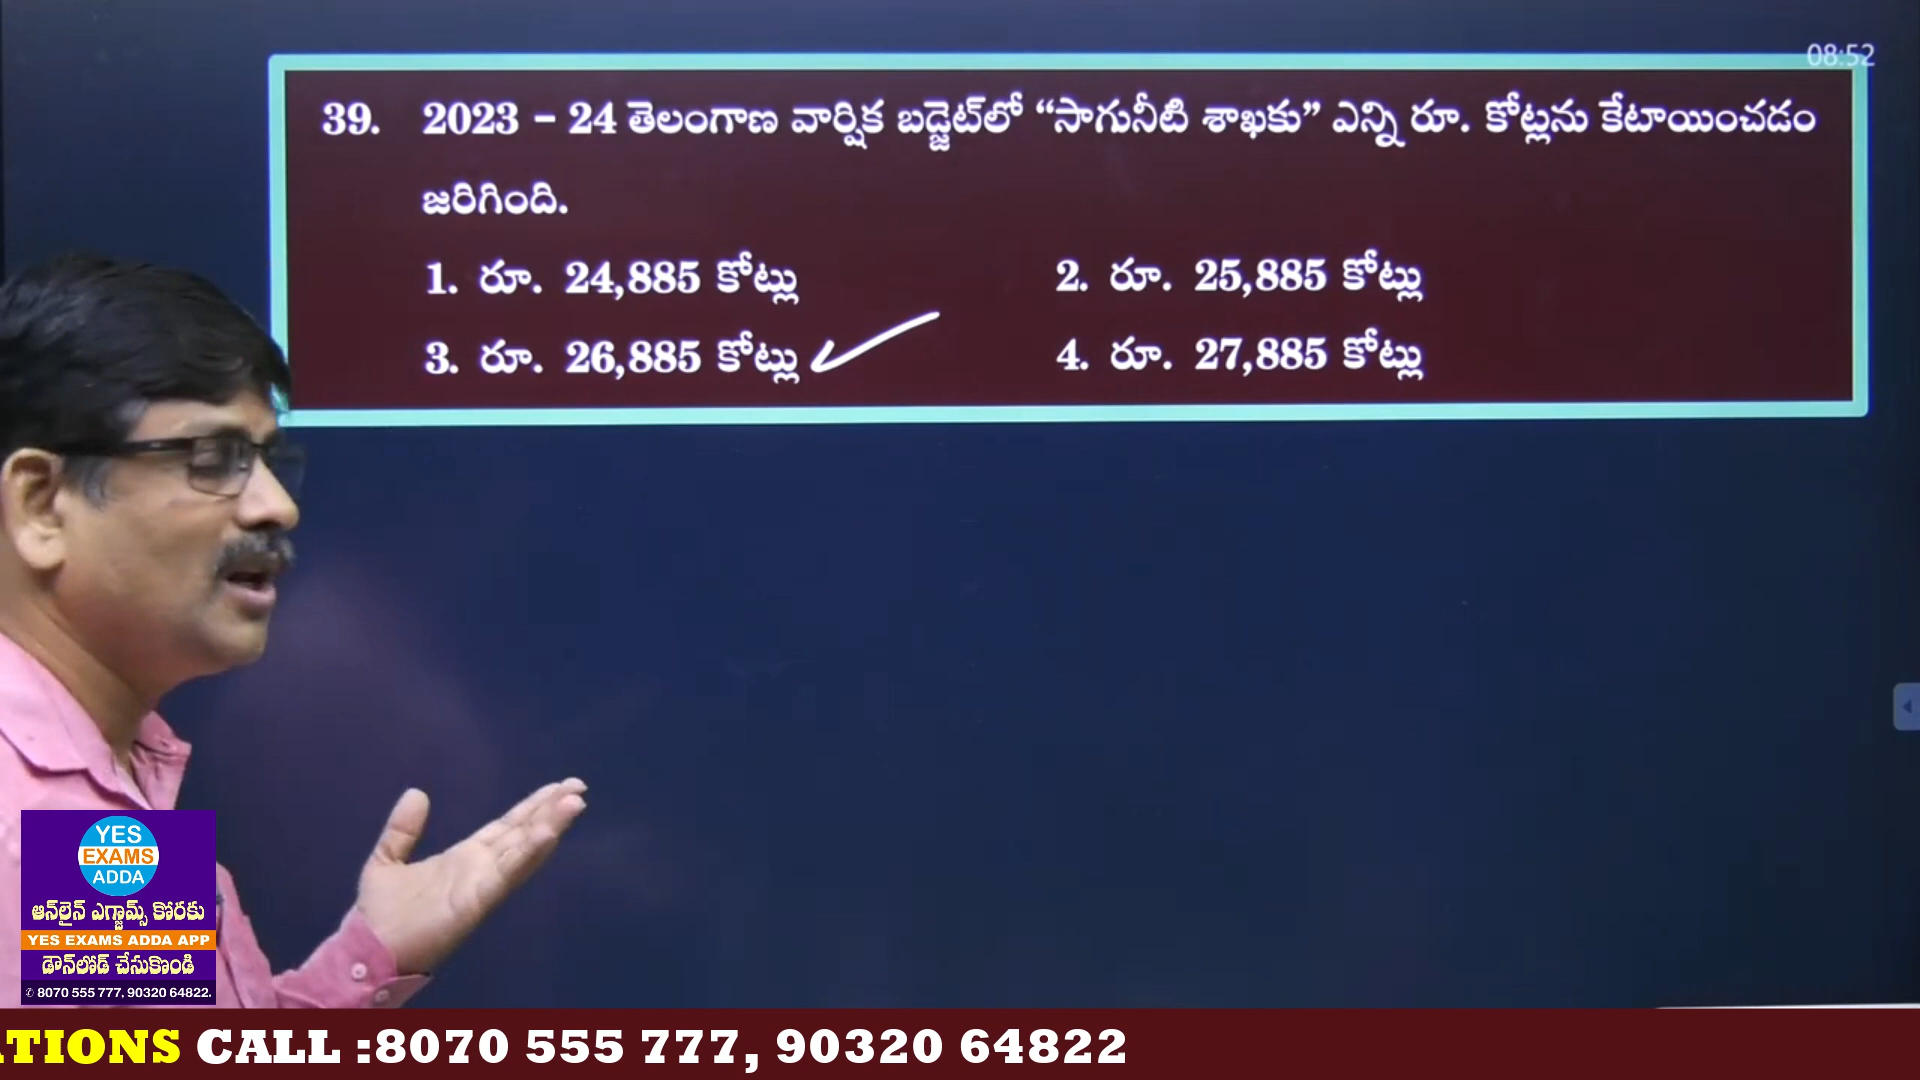 08:52
39. 2023 - 24 తెలంగాణ వార్షిక బడ్జెట్‌లో “సాగునీటి శాఖకు” ఎన్ని రూ. కోట్లను కేటాయించడం
జరిగింది.
1. రూ. 24,885 కోట్లు
2. రూ. 25,885 కోట్లు
3. రూ. 26,885 కోట్లు
4. రూ. 27,885 కోట్లు
YES
EXAMS
ADDA
ఆన్‌లైన్ ఎగ్జామ్స్ కోరకు
YES EXAMS ADDA APP
డౌన్‌లోడ్ చేసుకొండి
✆ 8070 555 777, 90320 64822.
ATIONS CALL :8070 555 777, 90320 64822